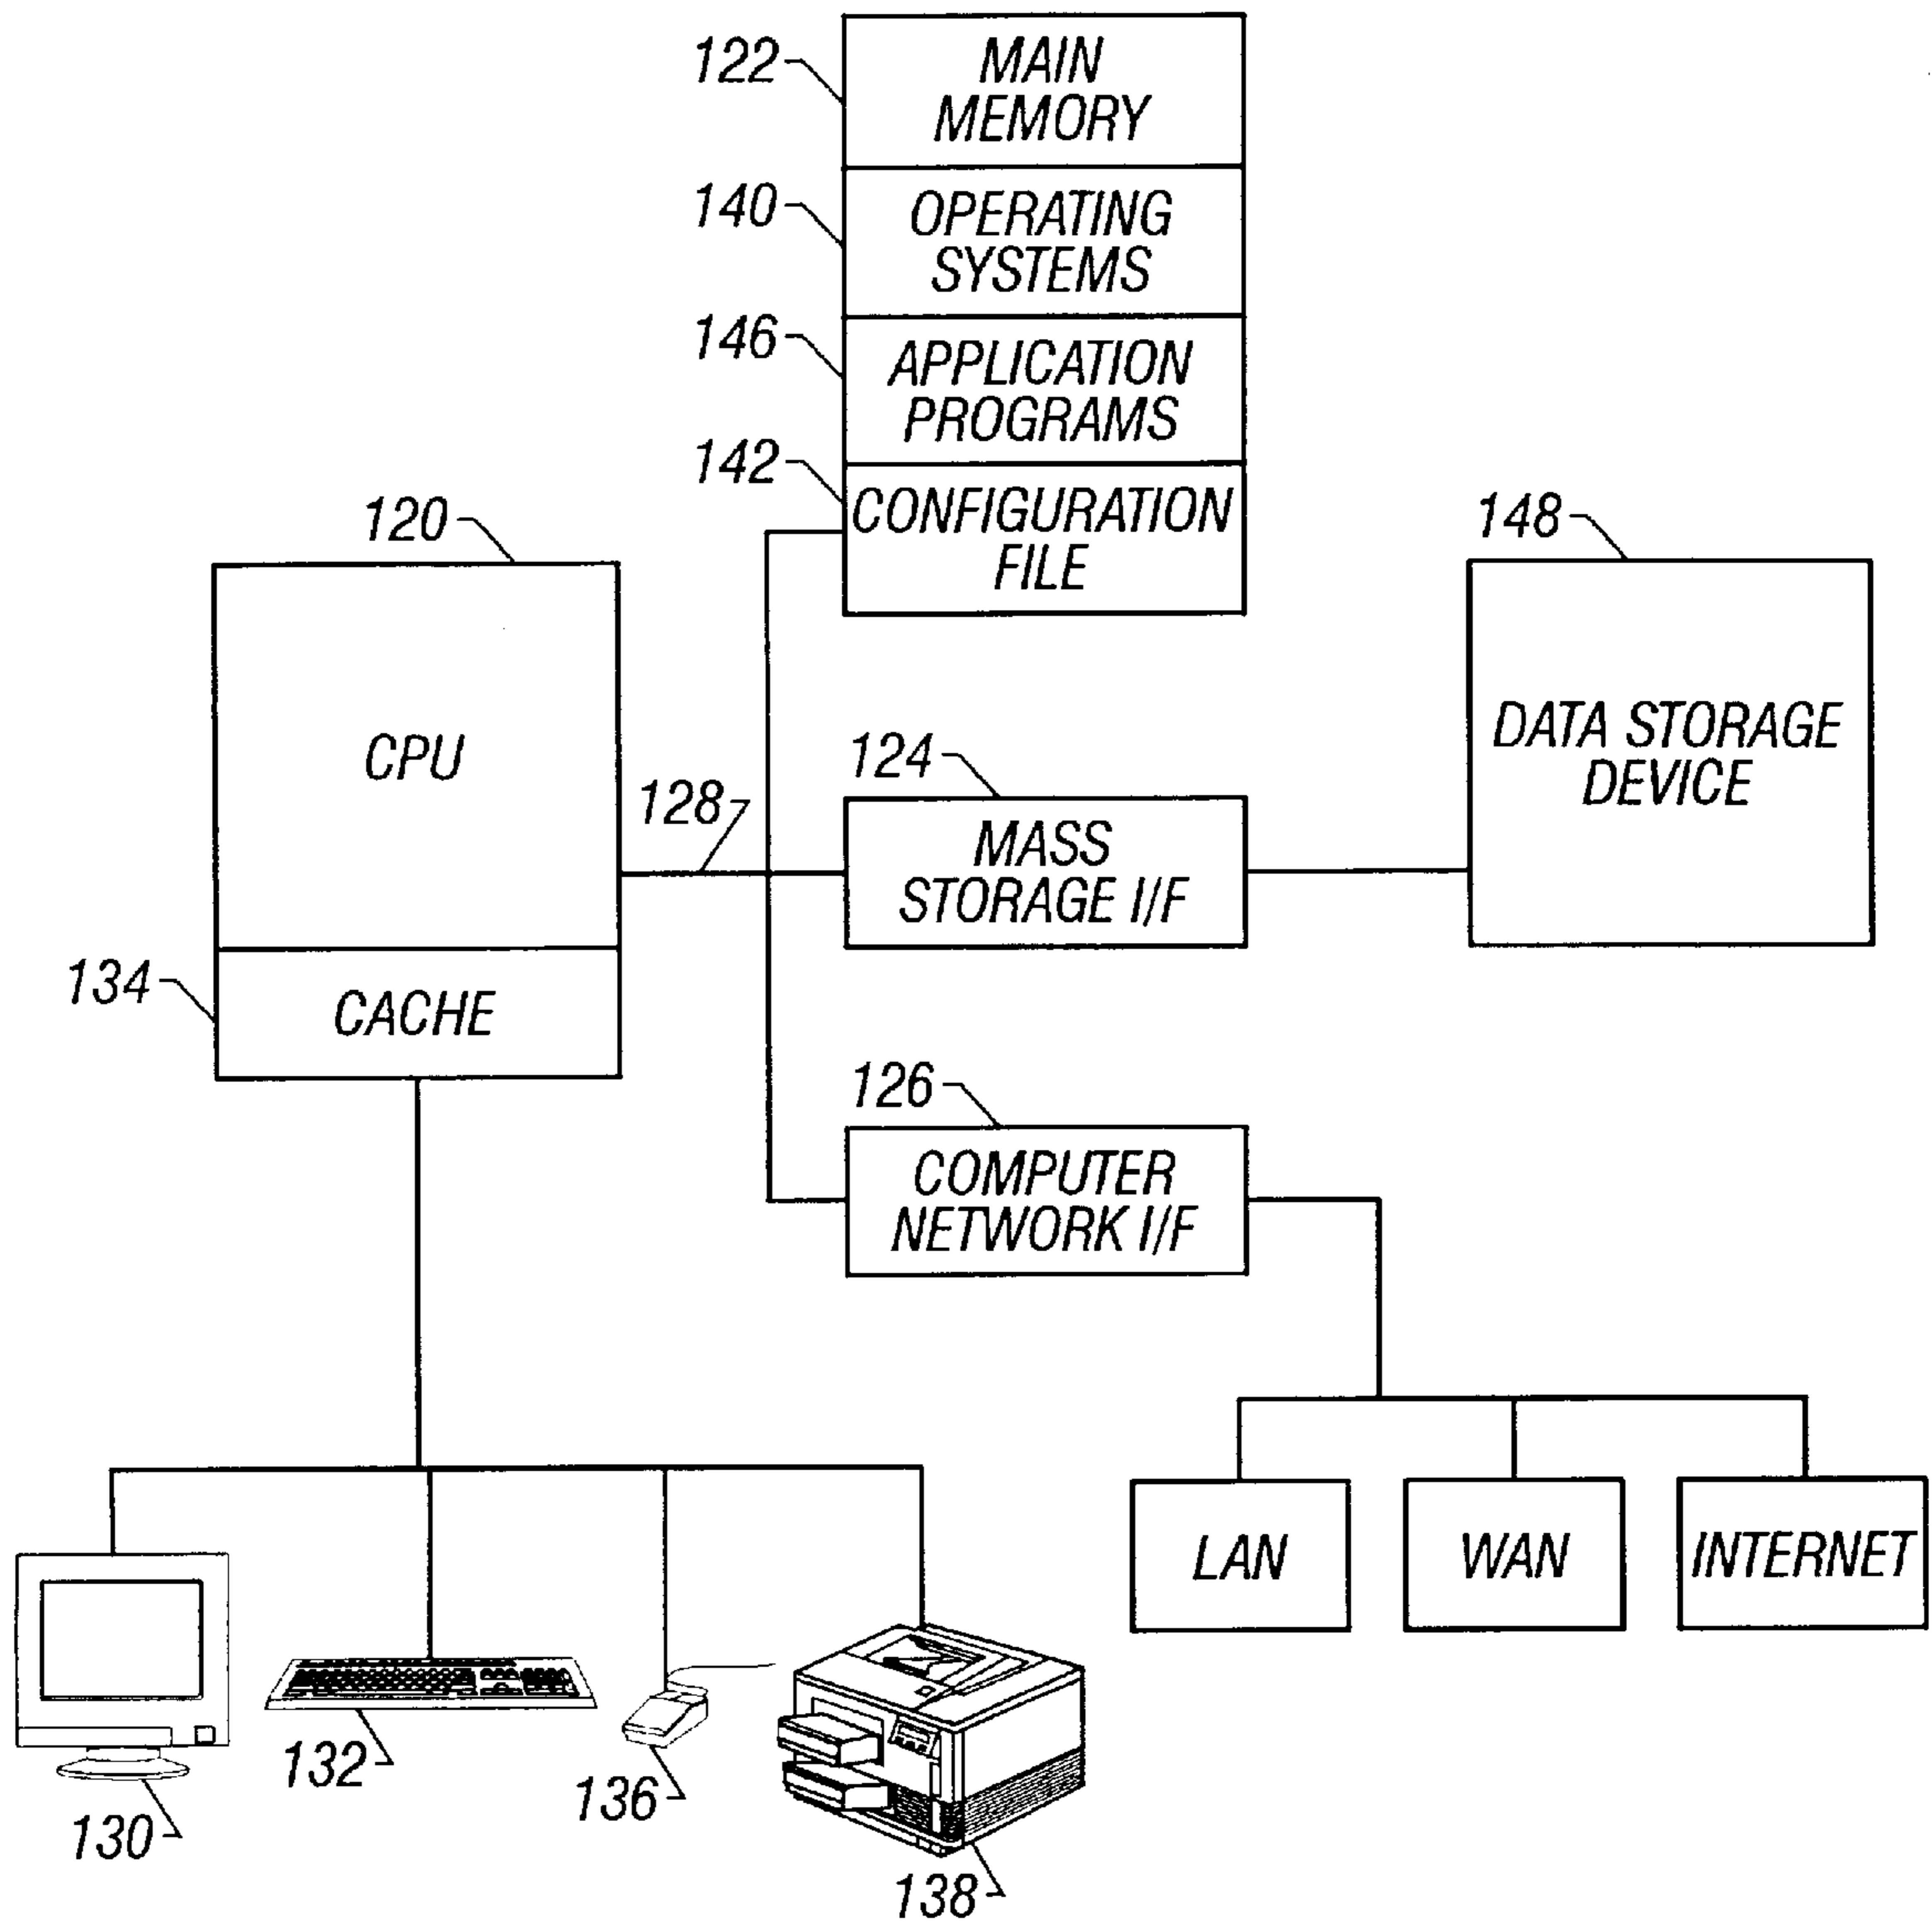 122
MAIN
MEMORY
140
OPERATING
SYSTEMS
146
APPLICATION
PROGRAMS
142
CONFIGURATION
FILE
120
CPU
148
DATA STORAGE
DEVICE
128
124
MASS
STORAGE I/F
134
CACHE
126
COMPUTER
NETWORK I/F
LAN
WAN
INTERNET
130
132
136
138